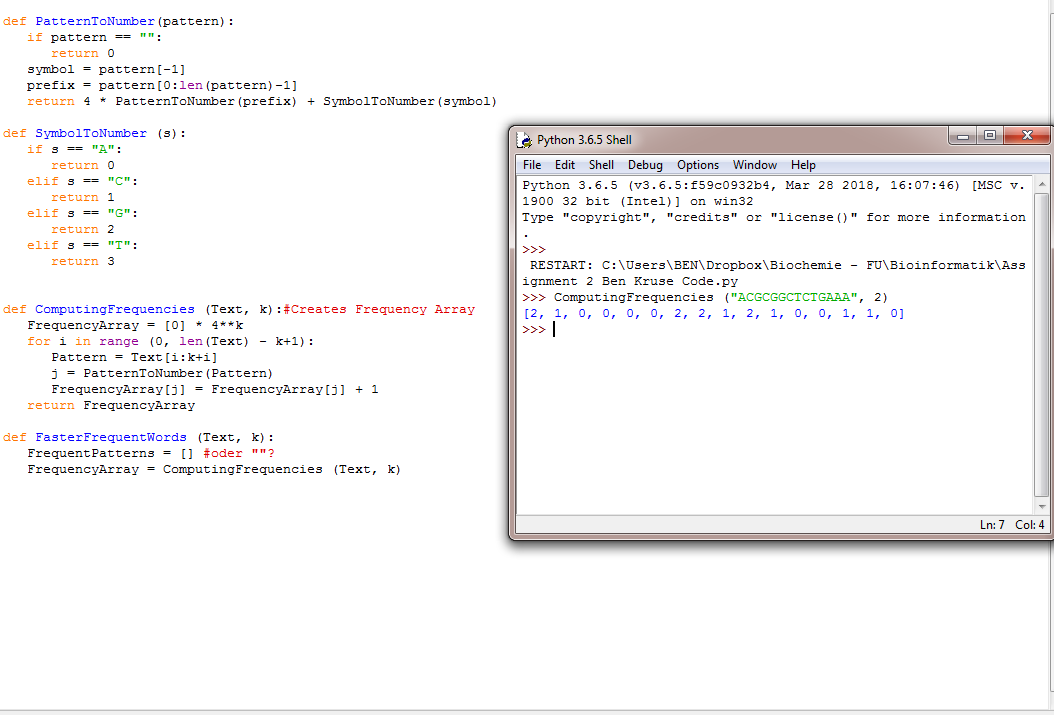 def PatternToNumber(pattern):
   if pattern == "":
      return 0
   symbol = pattern[-1]
   prefix = pattern[0:len(pattern)-1]
   return 4 * PatternToNumber(prefix) + SymbolToNumber(symbol)
def SymbolToNumber (s):
   if s == "A":
      return 0
   elif s == "C":
      return 1
   elif s == "G":
      return 2
   elif s == "T":
      return 3
def ComputingFrequencies (Text, k):#Creates Frequency Array
   FrequencyArray = [0] * 4**k
   for i in range (0, len(Text) - k+1):
      Pattern = Text[i:k+i]
      j = PatternToNumber(Pattern)
      FrequencyArray[j] = FrequencyArray[j] + 1
   return FrequencyArray
def FasterFrequentWords (Text, k):
   FrequentPatterns = [] #oder ""?
   FrequencyArray = ComputingFrequencies (Text, k)
Python 3.6.5 Shell
File Edit Shell Debug Options Window Help
Python 3.6.5 (v3.6.5:f59c0932b4, Mar 28 2018, 16:07:46) [MSC v.
1900 32 bit (Intel)] on win32
Type "copyright", "credits" or "license()" for more information
.
>>>
 RESTART: C:\Users\BEN\Dropbox\Biochemie - FU\Bioinformatik\Ass
ignment 2 Ben Kruse Code.py
>>> ComputingFrequencies ("ACGCGGCTCTGAAA", 2)
[2, 1, 0, 0, 0, 0, 2, 2, 1, 2, 1, 0, 0, 1, 1, 0]
>>>
Ln: 7 Col: 4